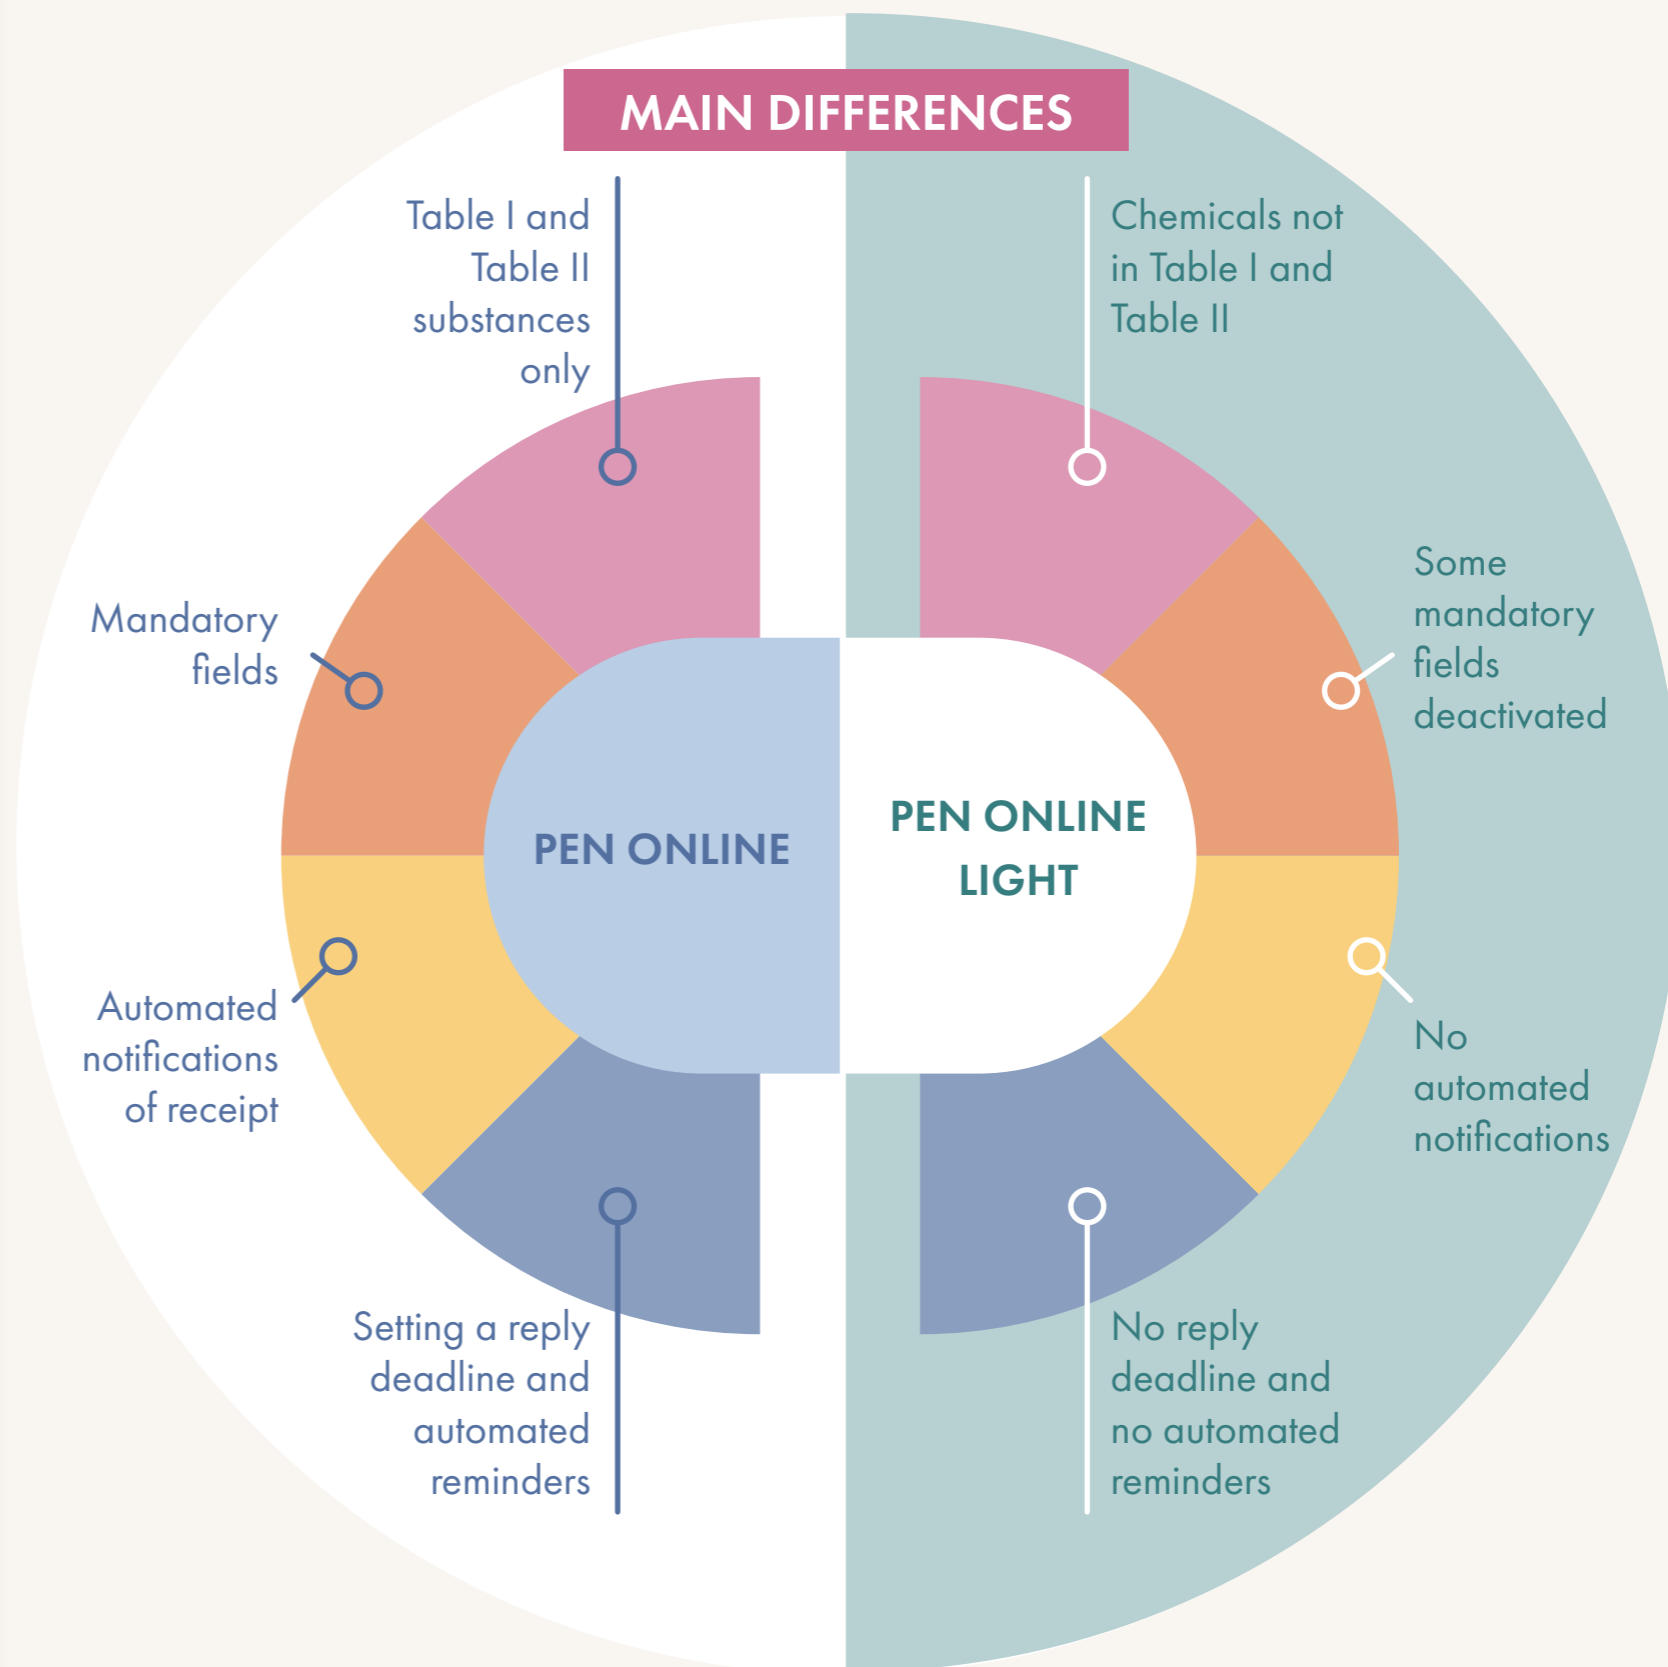 MAIN DIFFERENCES
Table I and
Table II
substances
only
Mandatory
fields
Automated
notifications
of receipt
Setting a reply
deadline and
automated
reminders
PEN ONLINE
PEN ONLINE
LIGHT
Chemicals not
in Table I and
Table II
Some
mandatory
fields
deactivated
No
automated
notifications
No reply
deadline and
no automated
reminders